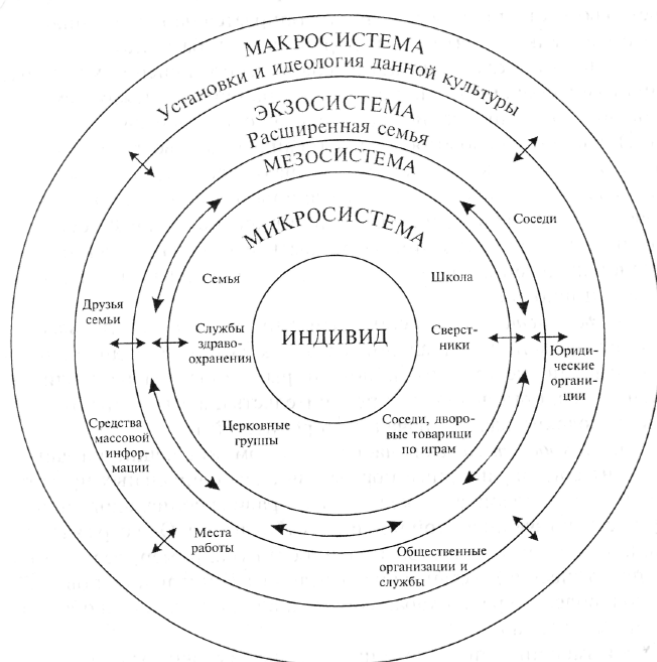 МАКРОСИСТЕМА
Установки и идеология данной культуры
ЭКЗОСИСТЕМА
Расширенная семья
МЕЗОСИСТЕМА
МИКРОСИСТЕМА
Соседи
Семья
Школа
Друзья
семьи
Службы
здраво-
охранения
ИНДИВИД
Сверст-
ники
Юриди-
ческие
органи-
ции
Средства
массовой
инфор-
мации
Церковные
группы
Соседи, дворо-
вые товарищи
по играм
Места
работы
Общественные
организации и
службы